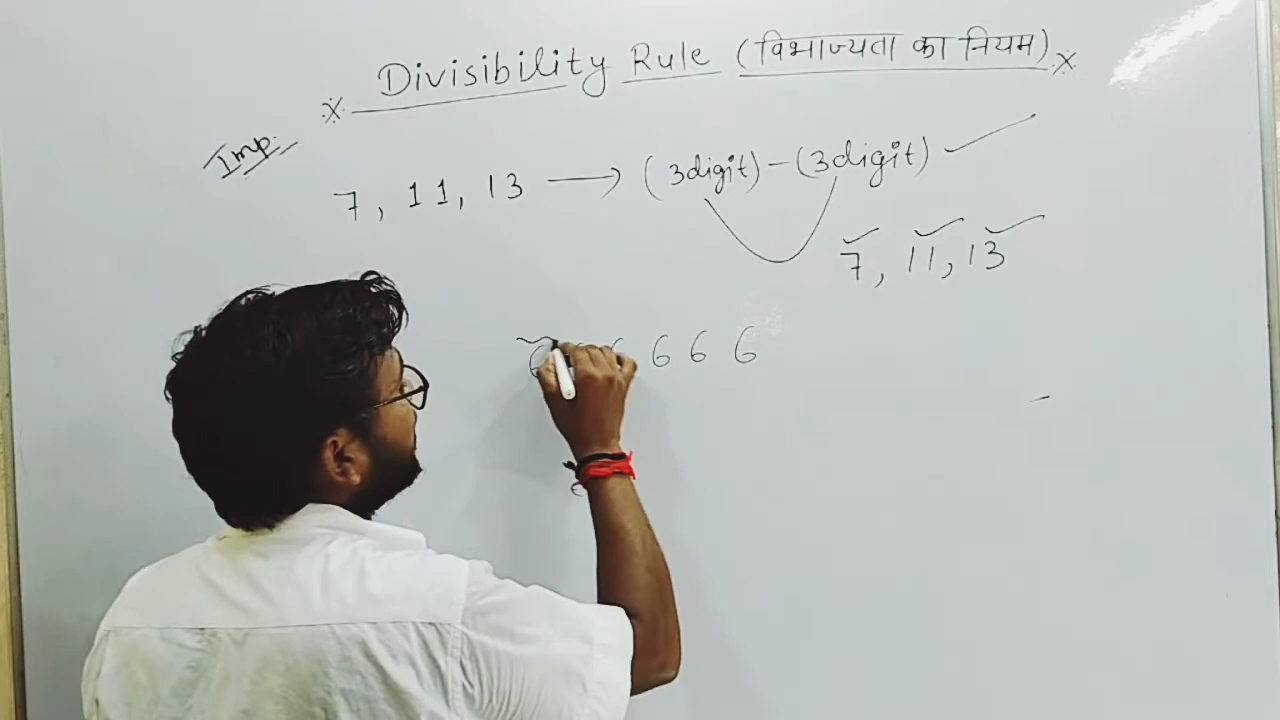 Divisibility Rule (विभाज्यता का नियम)
Imp.
7, 11, 13 → (3digit) - (3digit) ✓
7, 11, 13
6 6 6